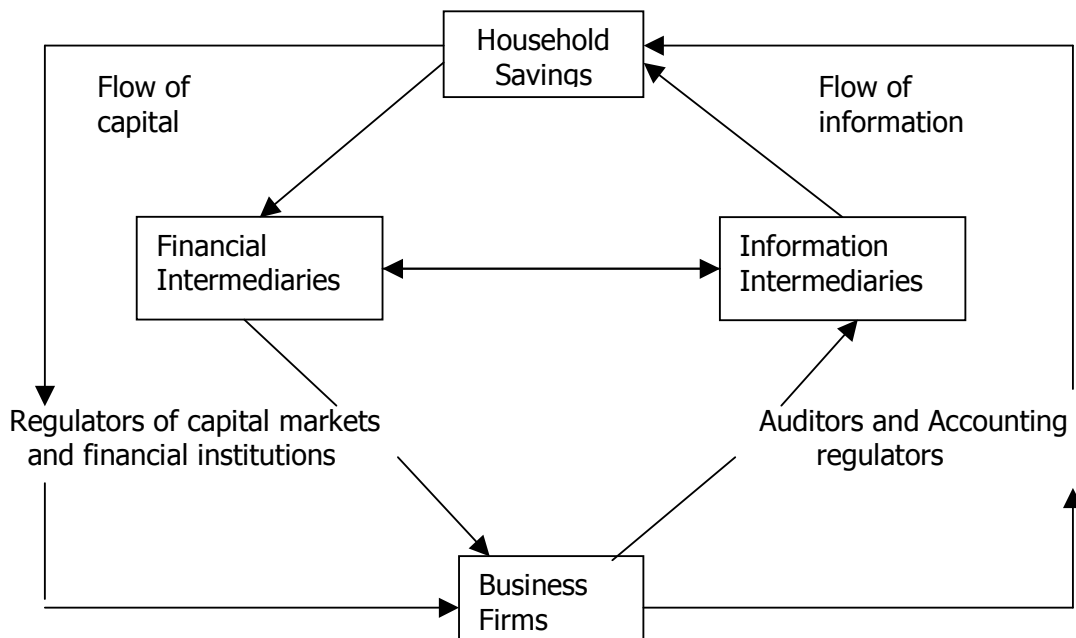 Household
Savings
Flow of
capital
Flow of
information
Financial
Intermediaries
Information
Intermediaries
Regulators of capital markets
and financial institutions
Auditors and Accounting
regulators
Business
Firms